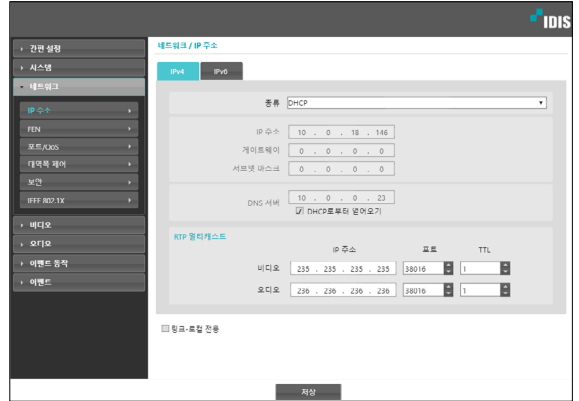 IDIS
간편 설정
시스템
네트워크
IP 주소
FEN
포트/QoS
대역폭 제어
보안
IEEE 802.1X
비디오
오디오
이벤트 동작
이벤트
네트워크 / IP 주소
IPv4 IPv6
종류 DHCP
IP 주소 10 . 0 . 18 . 146
게이트웨이 0 . 0 . 0 . 0
서브넷 마스크 0 . 0 . 0 . 0
DNS 서버 10 . 0 . 0 . 23
DHCP로부터 얻어오기
RTP 멀티캐스트
IP 주소 포트 TTL
비디오 235 . 235 . 235 . 235 38016 1
오디오 236 . 236 . 236 . 236 38016 1
링크-로컬 전용
저장